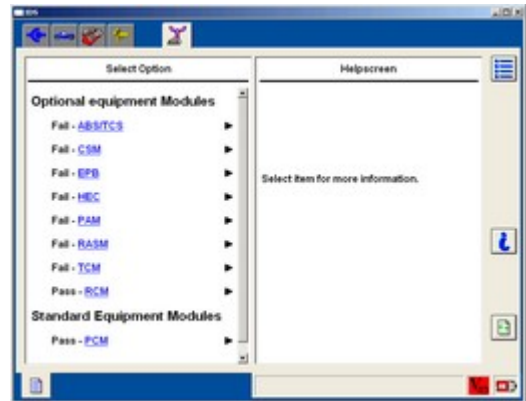 IDS
Select Option
Helpscreen
Optional equipment Modules
Fail - ABS/TCS
Fail - CSM
Fail - EPB
Fail - HEC
Fail - PAM
Fail - RASM
Fail - TCM
Pass - RCM
Standard Equipment Modules
Pass - PCM
Select item for more information.